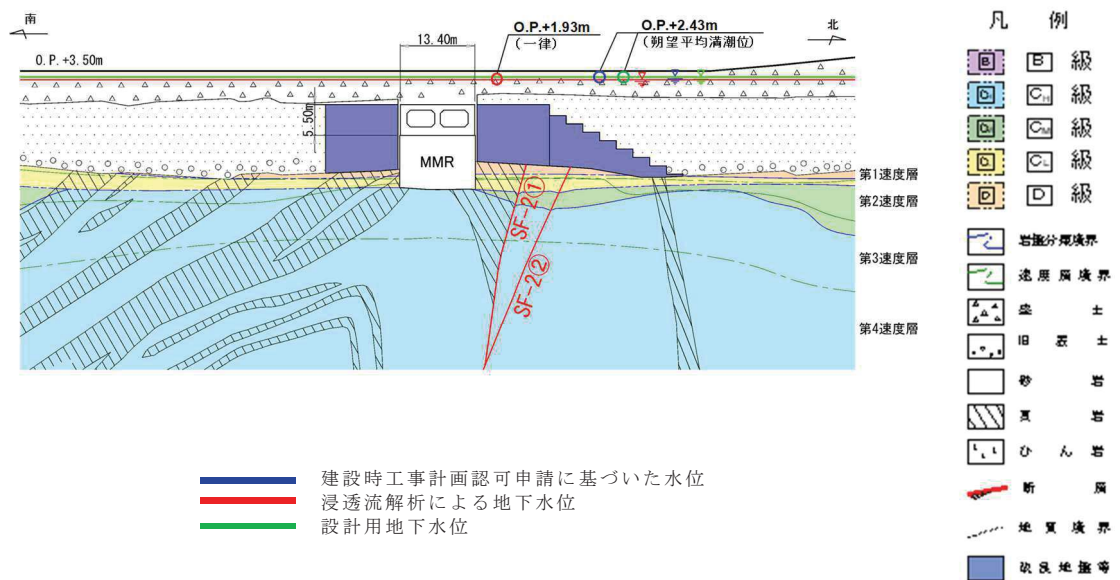 南
北
O.P.+1.93m
(一律)
O.P.+2.43m
(朔望平均満潮位)
13.40m
O.P.+3.50m
5.50m
MMR
SF-2①
SF-2②
第1速度層
第2速度層
第3速度層
第4速度層
建設時工事計画認可申請に基づいた水位
浸透流解析による地下水位
設計用地下水位
凡 例
B B 級
CH 級
CM 級
CL 級
D D 級
岩盤分類境界
速度層境界
盛 土
旧 表 土
砂 岩
頁 岩
ひ ん 岩
断 層
地 質 境 界
改良地盤等